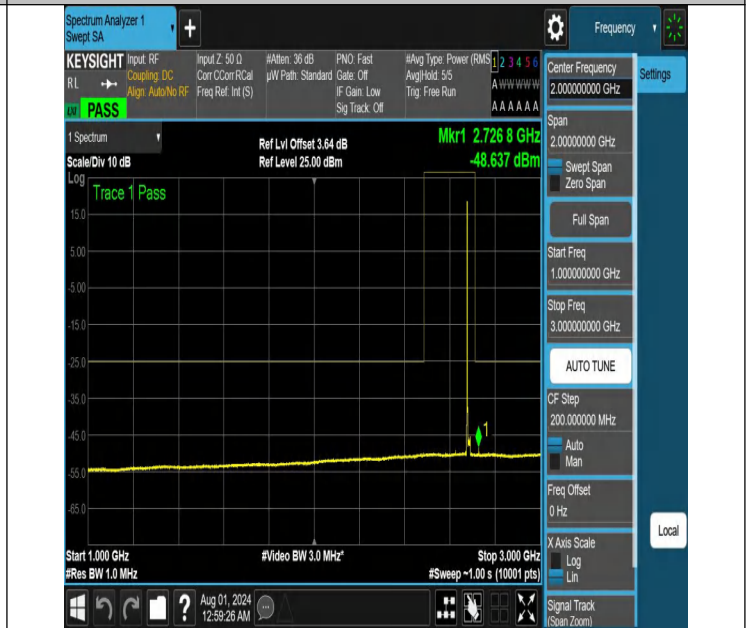 Spectrum Analyzer 1
Swept SA
+
Frequency
KEYSIGHT
RL
PASS
Input: RF
Coupling: DC
Align: Auto/No RF
Input Z: 50 Ω
Corr CCorr RCal
Freq Ref: Int (S)
#Atten: 36 dB
µW Path: Standard
PNO: Fast
Gate: Off
IF Gain: Low
Sig Track: Off
#Avg Type: Power (RMS
Avg|Hold: 5/5
Trig: Free Run
1 2 3 4 5 6
A W W W W W
A A A A A A
1 Spectrum
Scale/Div 10 dB
Ref Lvl Offset 3.64 dB
Ref Level 25.00 dBm
Mkr1 2.726 8 GHz
-48.637 dBm
Log
Trace 1 Pass
15.0
5.00
-5.00
-15.0
-25.0
-35.0
-45.0
-55.0
-65.0
1
Start 1.000 GHz
#Res BW 1.0 MHz
#Video BW 3.0 MHz*
Stop 3.000 GHz
#Sweep ~1.00 s (10001 pts)
Center Frequency
2.000000000 GHz
Settings
Span
2.00000000 GHz
Swept Span
Zero Span
Full Span
Start Freq
1.000000000 GHz
Stop Freq
3.000000000 GHz
AUTO TUNE
CF Step
200.000000 MHz
Auto
Man
Freq Offset
0 Hz
X Axis Scale
Log
Lin
Local
Signal Track
(Span Zoom)
?
Aug 01, 2024
12:59:26 AM